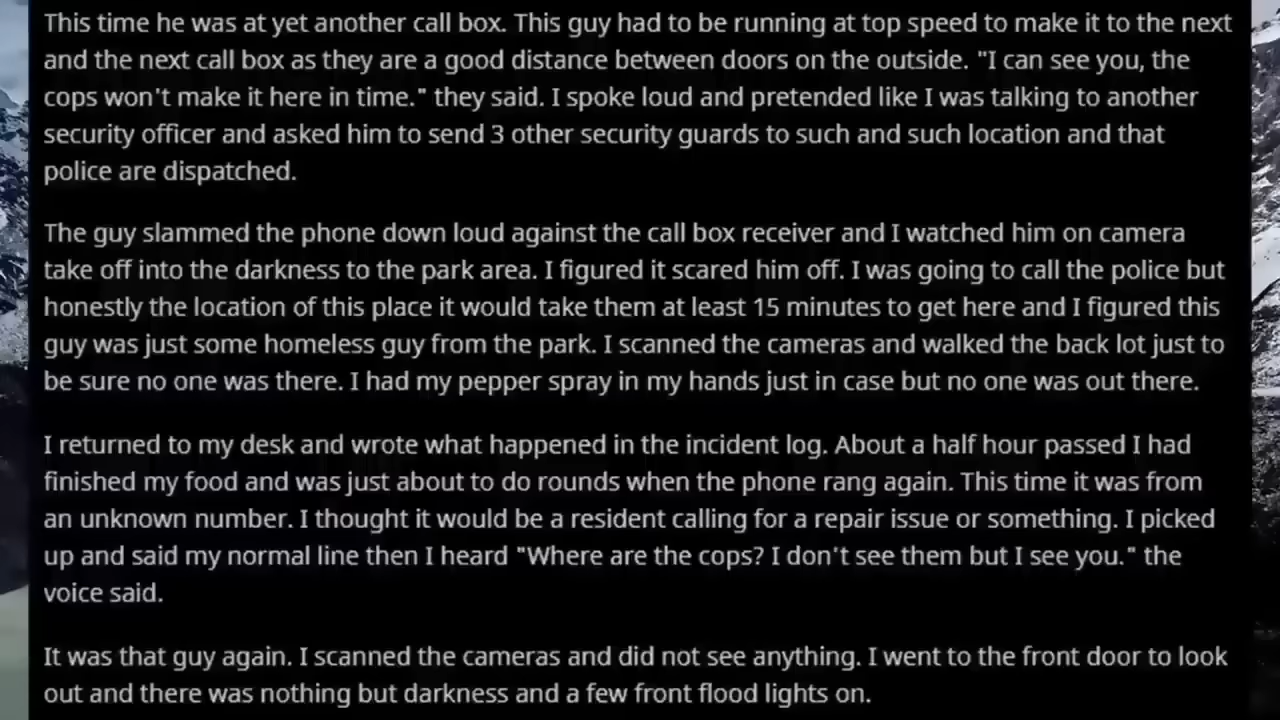 This time he was at yet another call box. This guy had to be running at top speed to make it to the next
and the next call box as they are a good distance between doors on the outside. "I can see you, the
cops won't make it here in time." they said. I spoke loud and pretended like I was talking to another
security officer and asked him to send 3 other security guards to such and such location and that
police are dispatched.
The guy slammed the phone down loud against the call box receiver and I watched him on camera
take off into the darkness to the park area. I figured it scared him off. I was going to call the police but
honestly the location of this place it would take them at least 15 minutes to get here and I figured this
guy was just some homeless guy from the park. I scanned the cameras and walked the back lot just to
be sure no one was there. I had my pepper spray in my hands just in case but no one was out there.
I returned to my desk and wrote what happened in the incident log. About a half hour passed I had
finished my food and was just about to do rounds when the phone rang again. This time it was from
an unknown number. I thought it would be a resident calling for a repair issue or something. I picked
up and said my normal line then I heard "Where are the cops? I don't see them but I see you." the
voice said.
It was that guy again. I scanned the cameras and did not see anything. I went to the front door to look
out and there was nothing but darkness and a few front flood lights on.